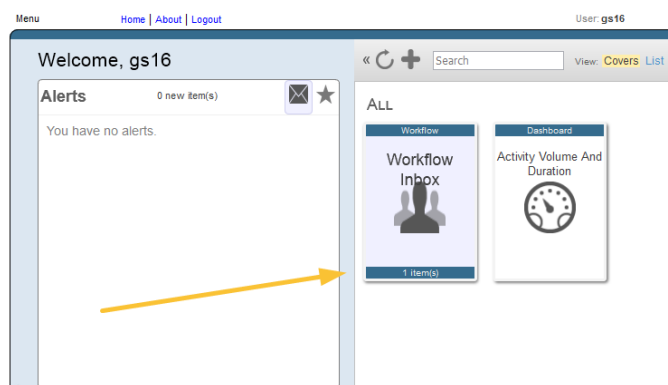 Menu
Home | About | Logout
User: gs16
Welcome, gs16
Alerts
0 new item(s)
You have no alerts.
«
Search
View: Covers List
ALL
Workflow
Workflow
Inbox
1 item(s)
Dashboard
Activity Volume And
Duration